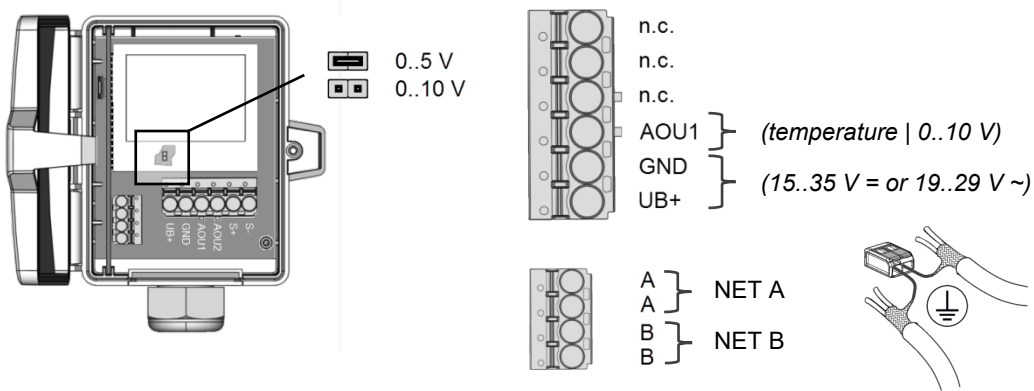 0..5 V
0..10 V
UB+
GND
AOU1
AOU2
S+
S-
n.c.
n.c.
n.c.
AOU1 (temperature | 0..10 V)
GND
(15..35 V = or 19..29 V ~)
UB+
A
A
NET A
B
B
NET B